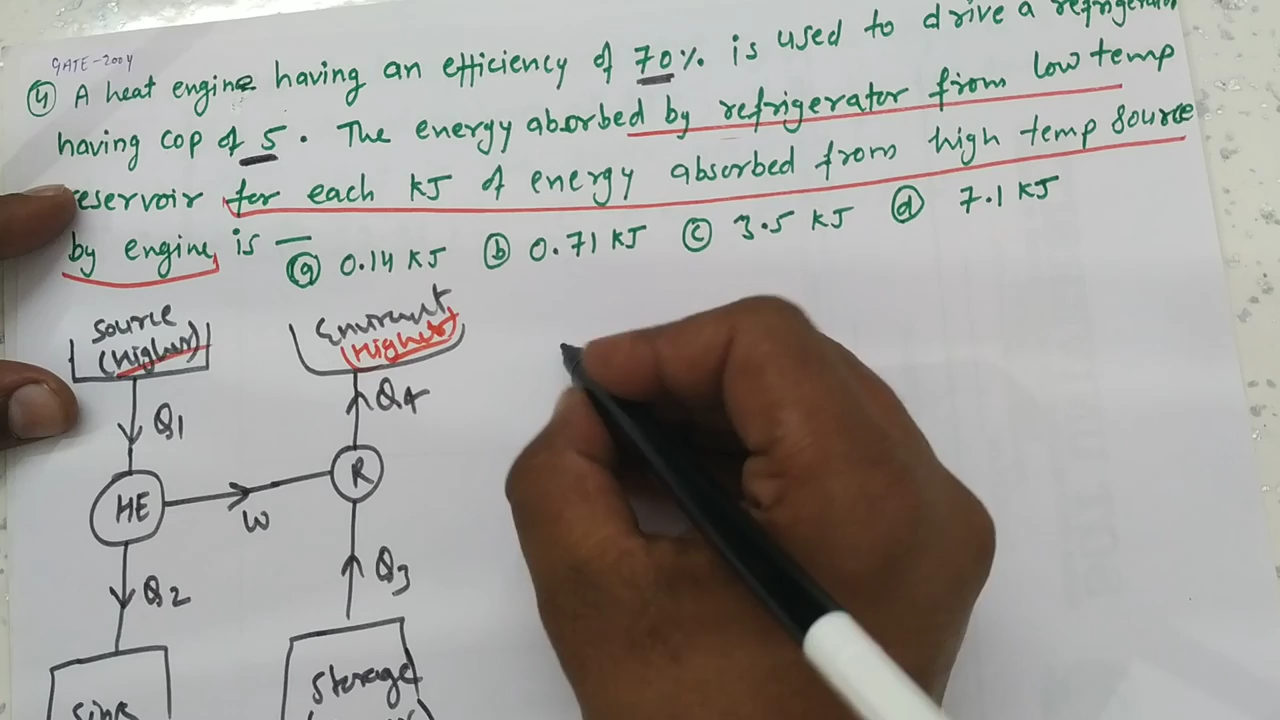 GATE-2004
④ A heat engine having an efficiency of 70% is used to drive a refrigerator
having COP of 5. The energy absorbed by refrigerator from low temp
reservoir for each kJ of energy absorbed from high temp source
by engine is —
ⓐ 0.14 kJ ⓑ 0.71 kJ ⓒ 3.5 kJ ⓓ 7.1 kJ
Source
(Higher)
Q1
HE
W
Q2
Sink
(Higher)
Q4
R
Q3
Storage